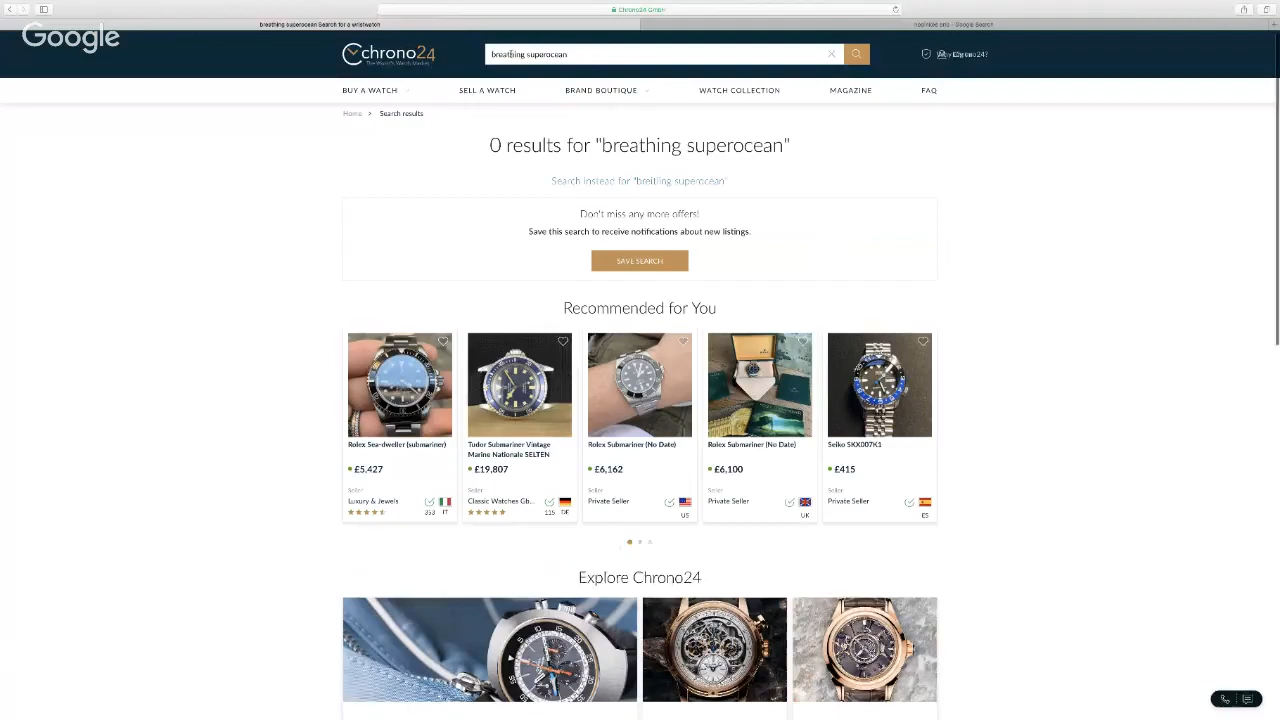 Chrono24 GmbH
breathing superocean Search for a wristwatch
Google Search
Google
chrono24
The World's Watch Market
breathing superocean
Chrono24?
BUY A WATCH
SELL A WATCH
BRAND BOUTIQUE
WATCH COLLECTION
MAGAZINE
FAQ
Home > Search results
0 results for "breathing superocean"
Search instead for "breitling superocean"
Don't miss any more offers!
Save this search to receive notifications about new listings.
SAVE SEARCH
Recommended for You
Rolex Sea-dweller (submariner)
£5,427
Seller
Luxury & Jewels
353 IT
Tudor Submariner Vintage
Marine Nationale SELTEN
£19,807
Seller
Classic Watches Gb...
115 DE
Rolex Submariner (No Date)
£6,162
Seller
Private Seller
US
Rolex Submariner (No Date)
£6,100
Seller
Private Seller
UK
Seiko SKX007K1
£415
Seller
Private Seller
ES
Explore Chrono24